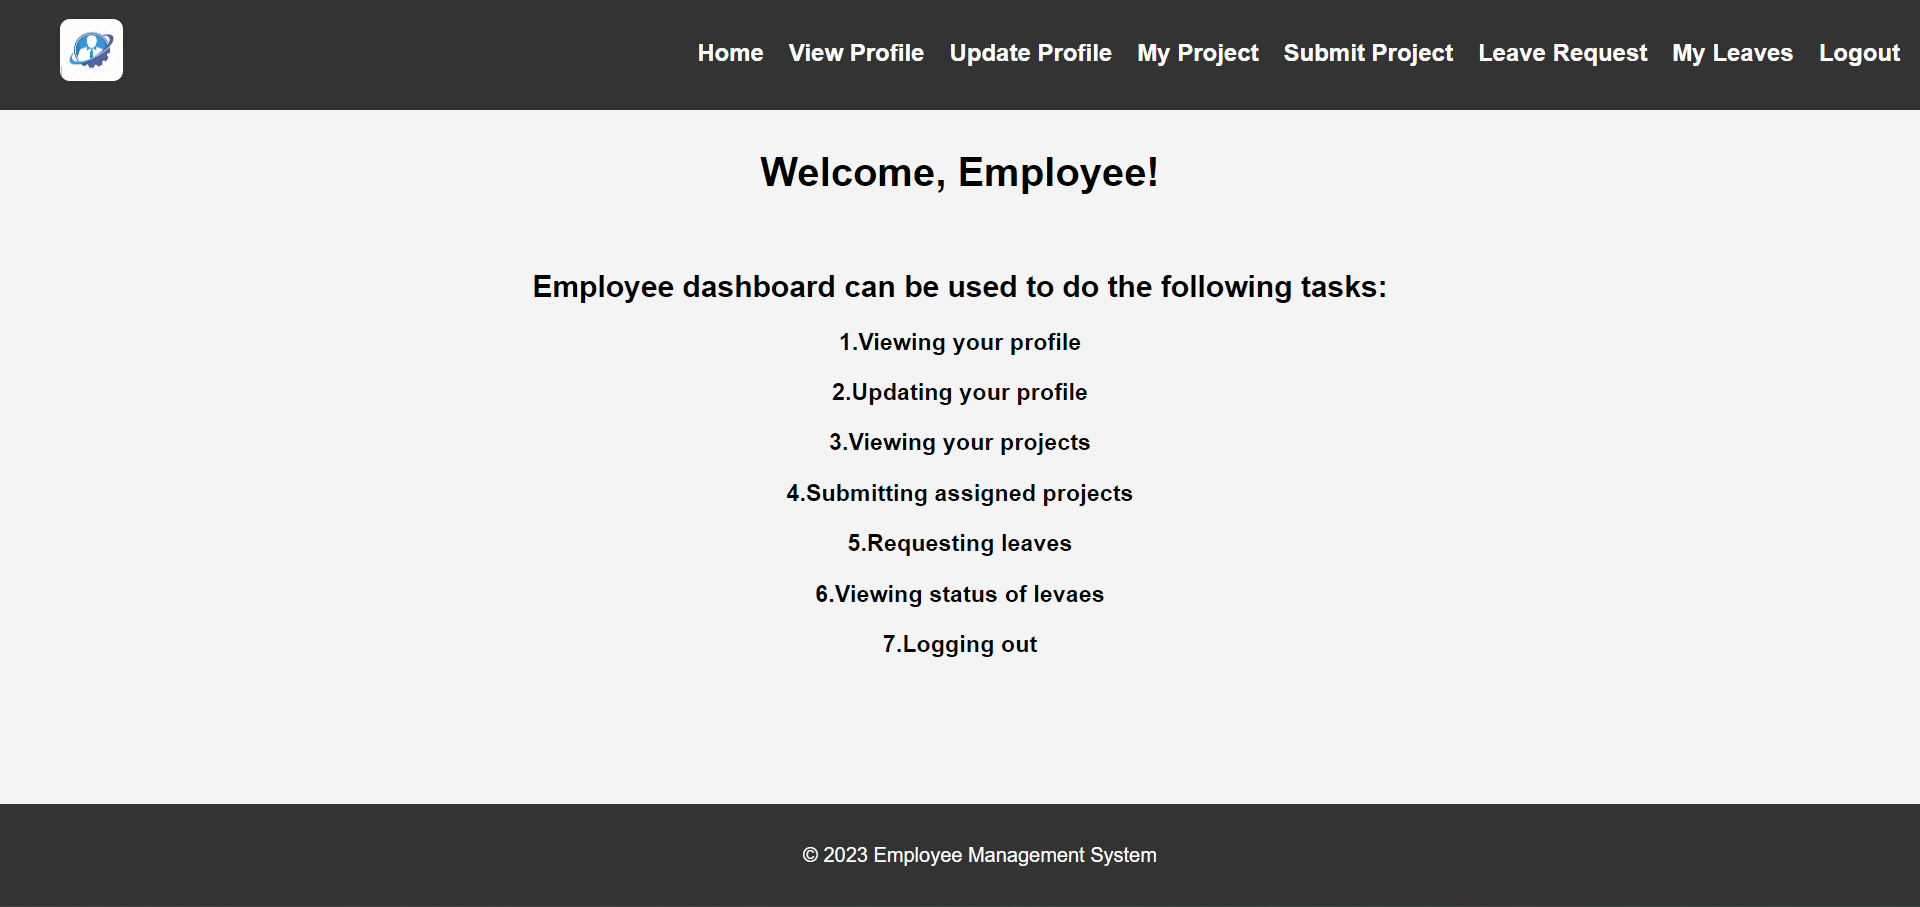 Home View Profile Update Profile My Project Submit Project Leave Request My Leaves Logout
Welcome, Employee!
Employee dashboard can be used to do the following tasks:
1.Viewing your profile
2.Updating your profile
3.Viewing your projects
4.Submitting assigned projects
5.Requesting leaves
6.Viewing status of levaes
7.Logging out
© 2023 Employee Management System